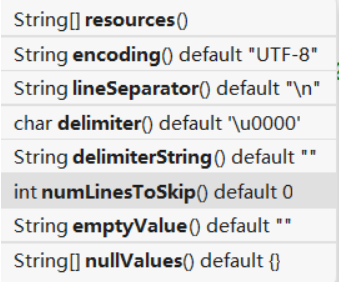 String[] resources()
String encoding() default "UTF-8"
String lineSeparator() default "\n"
char delimiter() default '\u0000'
String delimiterString() default ""
int numLinesToSkip() default 0
String emptyValue() default ""
String[] nullValues() default {}